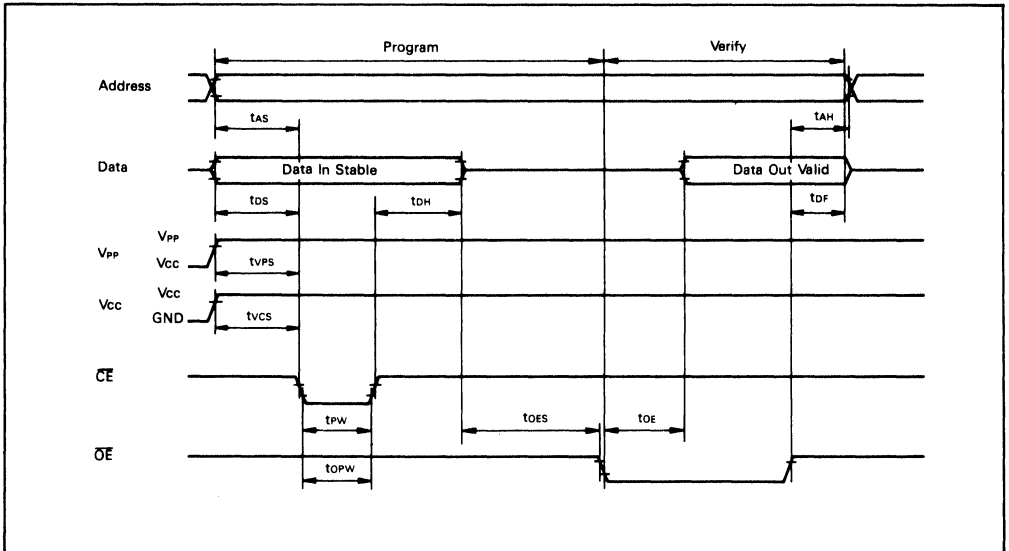 Program Verify
Address
tAS tAH
Data Data In Stable Data Out Valid
tDS tDH tDF
VPP
VPP
VCC
tVPS
VCC
VCC
GND
tVCS
CE
tPW tOES tOE
OE
tOPW